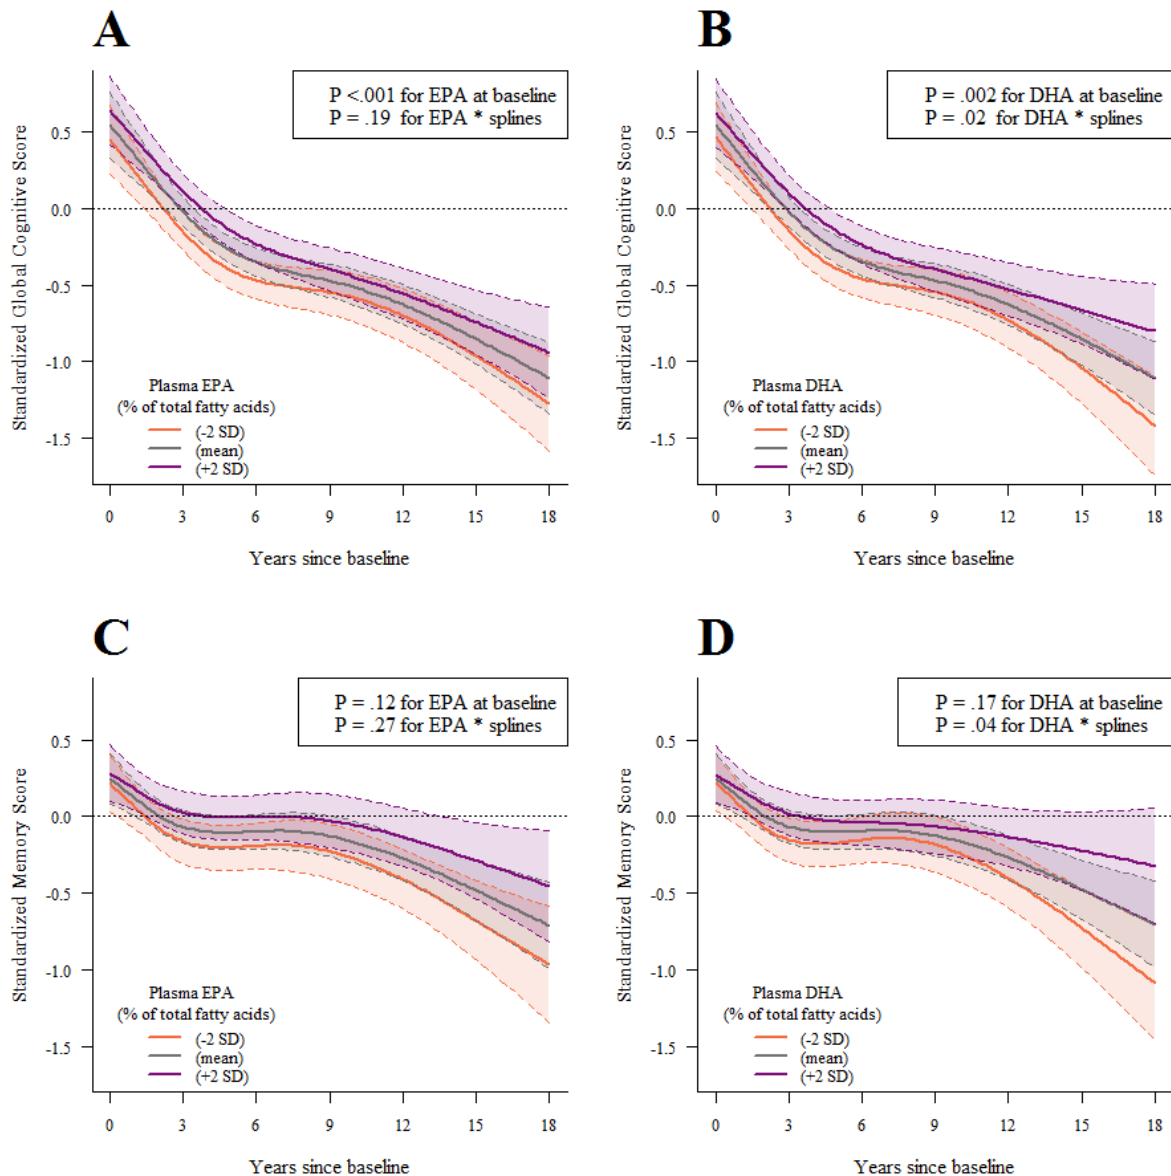 A
P <.001 for EPA at baseline
P = .19 for EPA * splines
Standardized Global Cognitive Score
0.5
0.0
-0.5
-1.0
-1.5
Plasma EPA
(% of total fatty acids)
(-2 SD)
(mean)
(+2 SD)
0 3 6 9 12 15 18
Years since baseline
B
P = .002 for DHA at baseline
P = .02 for DHA * splines
Standardized Global Cognitive Score
0.5
0.0
-0.5
-1.0
-1.5
Plasma DHA
(% of total fatty acids)
(-2 SD)
(mean)
(+2 SD)
0 3 6 9 12 15 18
Years since baseline
C
P = .12 for EPA at baseline
P = .27 for EPA * splines
Standardized Memory Score
0.5
0.0
-0.5
-1.0
-1.5
Plasma EPA
(% of total fatty acids)
(-2 SD)
(mean)
(+2 SD)
0 3 6 9 12 15 18
Years since baseline
D
P = .17 for DHA at baseline
P = .04 for DHA * splines
Standardized Memory Score
0.5
0.0
-0.5
-1.0
-1.5
Plasma DHA
(% of total fatty acids)
(-2 SD)
(mean)
(+2 SD)
0 3 6 9 12 15 18
Years since baseline